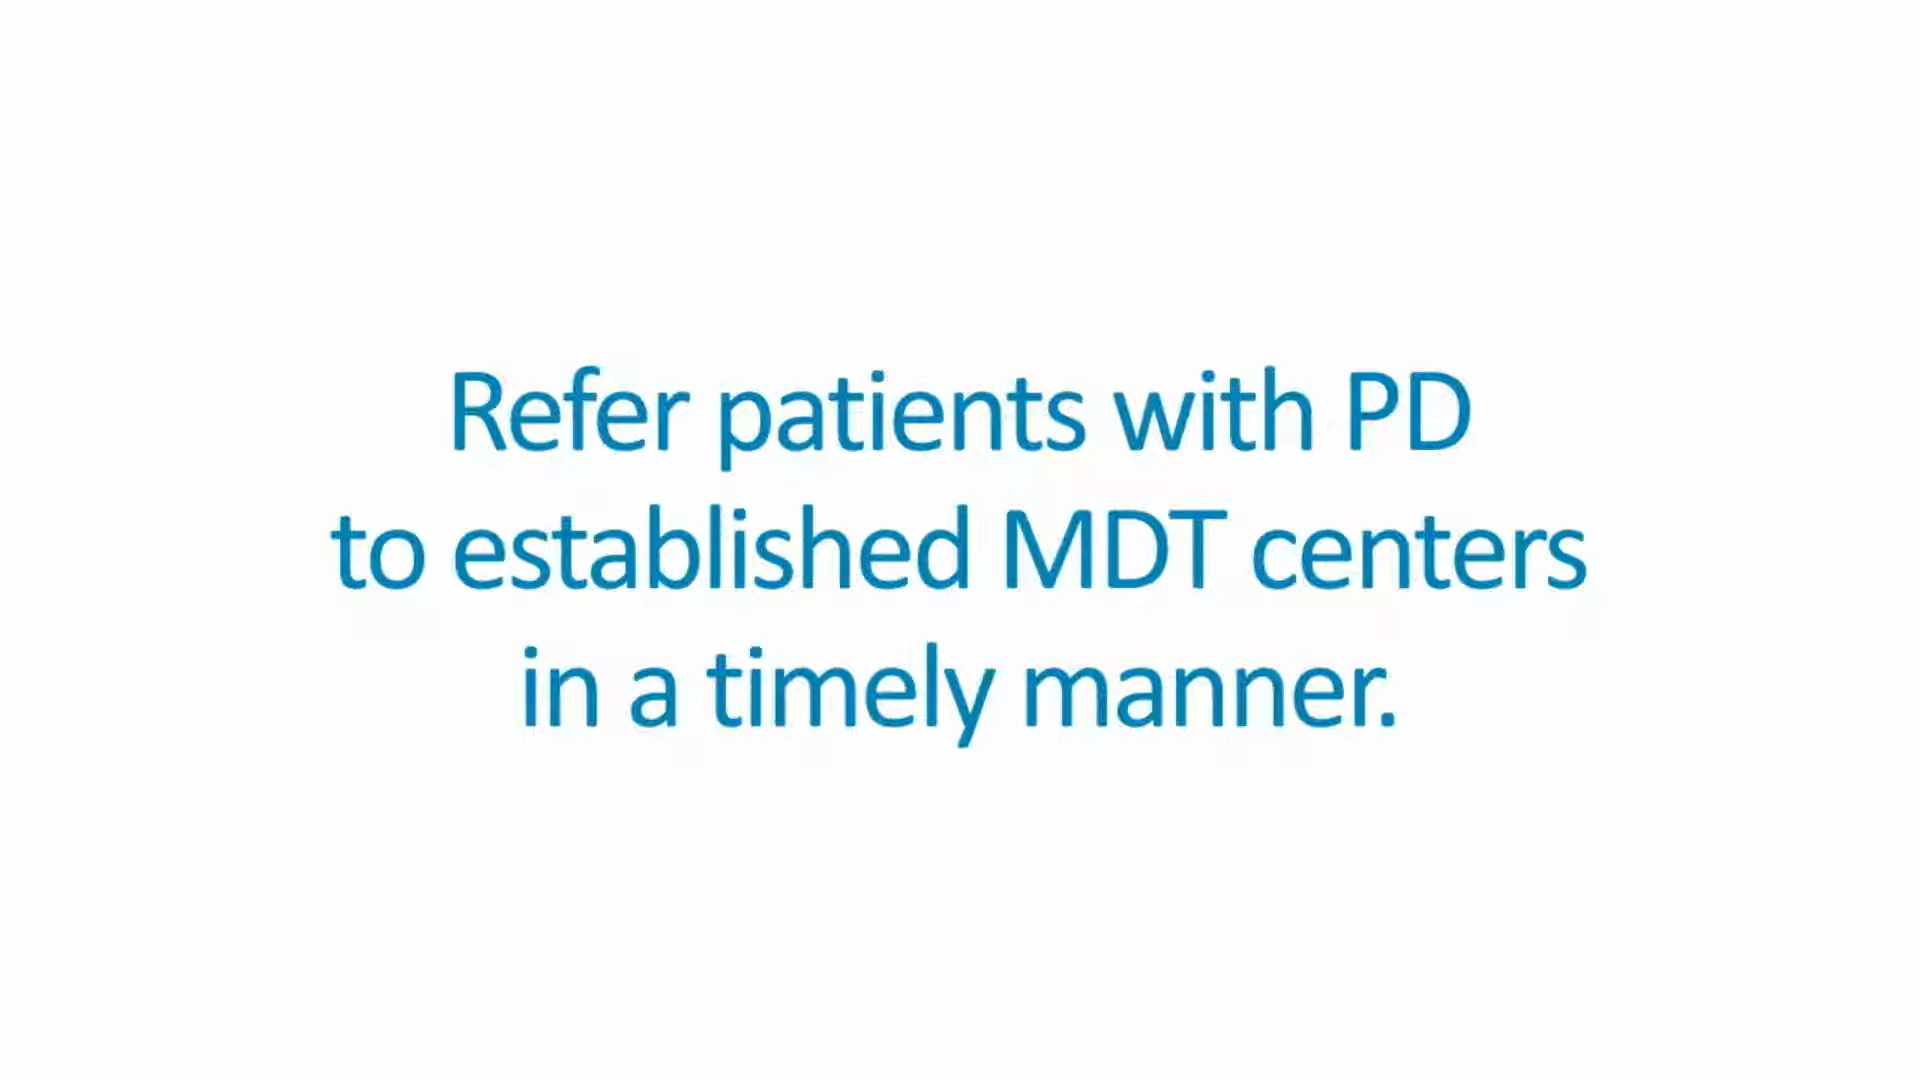 Refer patients with PD
to established MDT centers
in a timely manner.